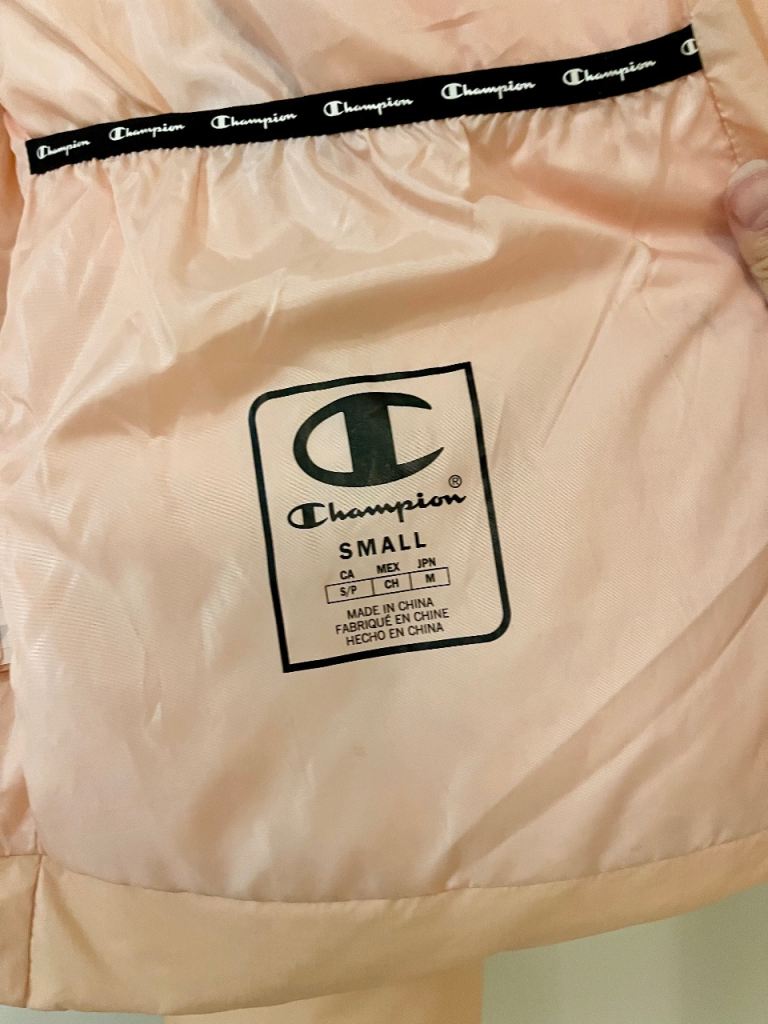 Champion Champion Champion Champion Champion Champion C
C
Champion®
SMALL
CA MEX JPN
S/P CH M
MADE IN CHINA
FABRIQUÉ EN CHINE
HECHO EN CHINA